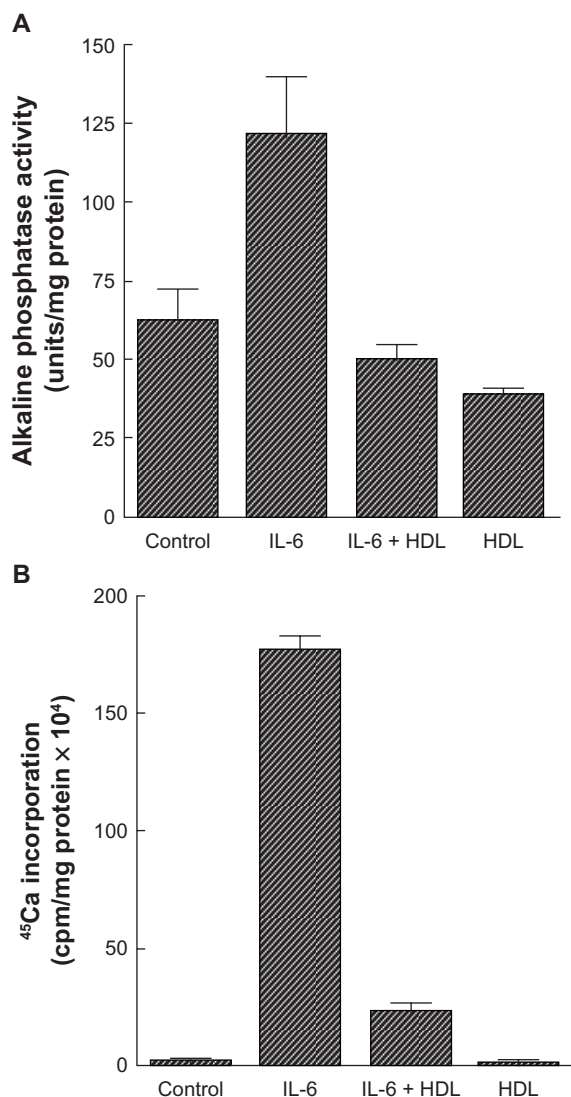 A
Alkaline phosphatase activity
(units/mg protein)
150
125
100
75
50
25
0
Control IL-6 IL-6 + HDL HDL
B
⁴⁵Ca incorporation
(cpm/mg protein × 10⁴)
200
150
100
50
0
Control IL-6 IL-6 + HDL HDL